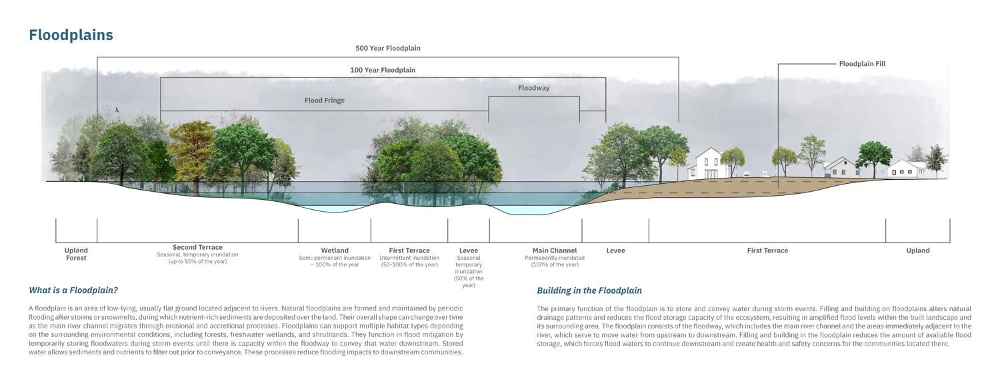 Floodplains
500 Year Floodplain
Floodplain Fill
100 Year Floodplain
Floodway
Flood Fringe
Upland
Forest
Second Terrace
Seasonal, temporary inundation
(up to 50% of the year)
Wetland
Semi-permanent inundation
~ 100% of the year
First Terrace
Intermittent inundation
(50-100% of the year)
Levee
Seasonal
temporary
inundation
(50% of the
year)
Main Channel
Permanently inundated
(100% of the year)
Levee
First Terrace
Upland
What is a Floodplain?
A floodplain is an area of low-lying, usually flat ground located adjacent to rivers. Natural floodplains are formed and maintained by periodic
flooding after storms or snowmelts, during which nutrient-rich sediments are deposited over the land. Their overall shape can change over time
as the main river channel migrates through erosional and accretional processes. Floodplains can support multiple habitat types depending
on the surrounding environmental conditions, including forests, freshwater wetlands, and shrublands. They function in flood mitigation by
temporarily storing floodwaters during storm events until there is capacity within the floodway to convey that water downstream. Stored
water allows sediments and nutrients to filter out prior to conveyance. These processes reduce flooding impacts to downstream communities.
Building in the Floodplain
The primary function of the floodplain is to store and convey water during storm events. Filling and building on floodplains alters natural
drainage patterns and reduces the flood storage capacity of the ecosystem, resulting in amplified flood levels within the built landscape and
its surrounding area. The floodplain consists of the floodway, which includes the main river channel and the areas immediately adjacent to the
river, which serve to move water from upstream to downstream. Filling and building in the floodplain reduces the amount of available flood
storage, which forces flood waters to continue downstream and create health and safety concerns for the communities located there.